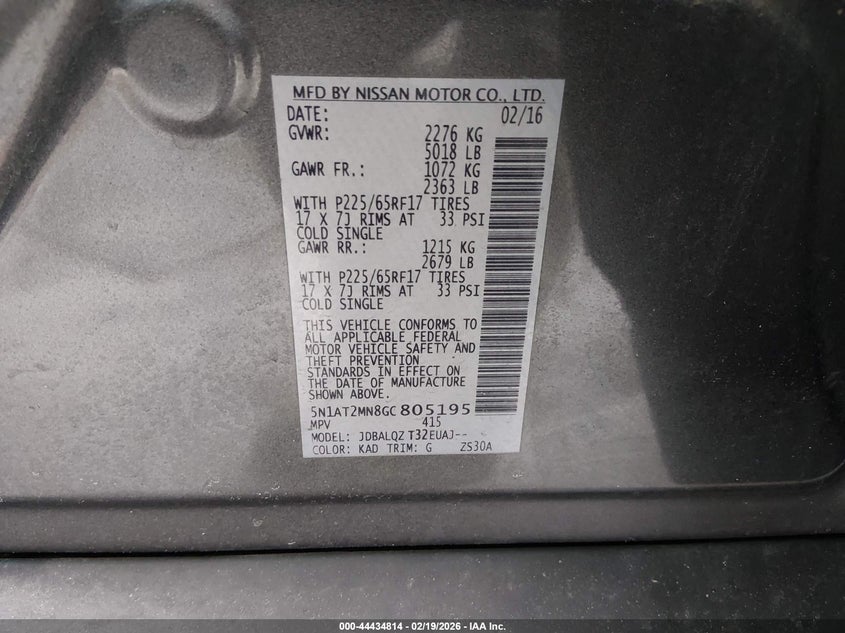 MFD BY NISSAN MOTOR CO., LTD.
DATE: 02/16
GVWR: 2276 KG
5018 LB
GAWR FR.: 1072 KG
2363 LB
WITH P225/65RF17 TIRES
17 X 7J RIMS AT 33 PSI
COLD SINGLE
GAWR RR.: 1215 KG
2679 LB
WITH P225/65RF17 TIRES
17 X 7J RIMS AT 33 PSI
COLD SINGLE
THIS VEHICLE CONFORMS TO
ALL APPLICABLE FEDERAL
MOTOR VEHICLE SAFETY AND
THEFT PREVENTION
STANDARDS IN EFFECT ON
THE DATE OF MANUFACTURE
SHOWN ABOVE.
5N1AT2MN8GC805195
MPV 415
MODEL: JDBALQZ T32EUAJ--
COLOR: KAD TRIM: G ZS30A
000-44434814 - 02/19/2026 - IAA Inc.